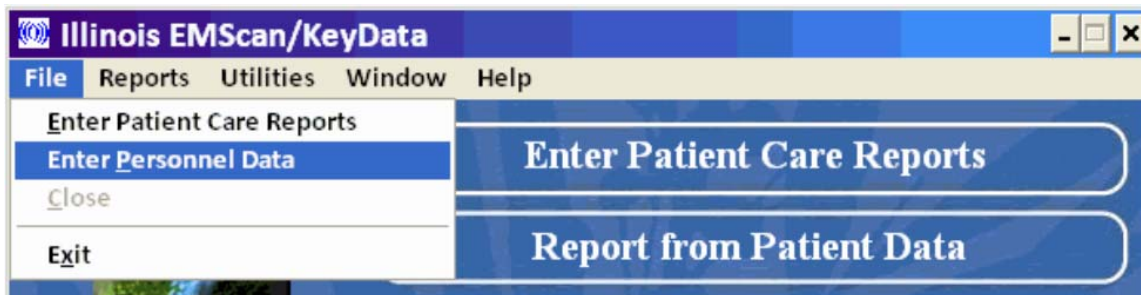 Illinois EMScan/KeyData
File Reports Utilities Window Help
Enter Patient Care Reports
Enter Personnel Data
Close
Exit
Enter Patient Care Reports
Report from Patient Data